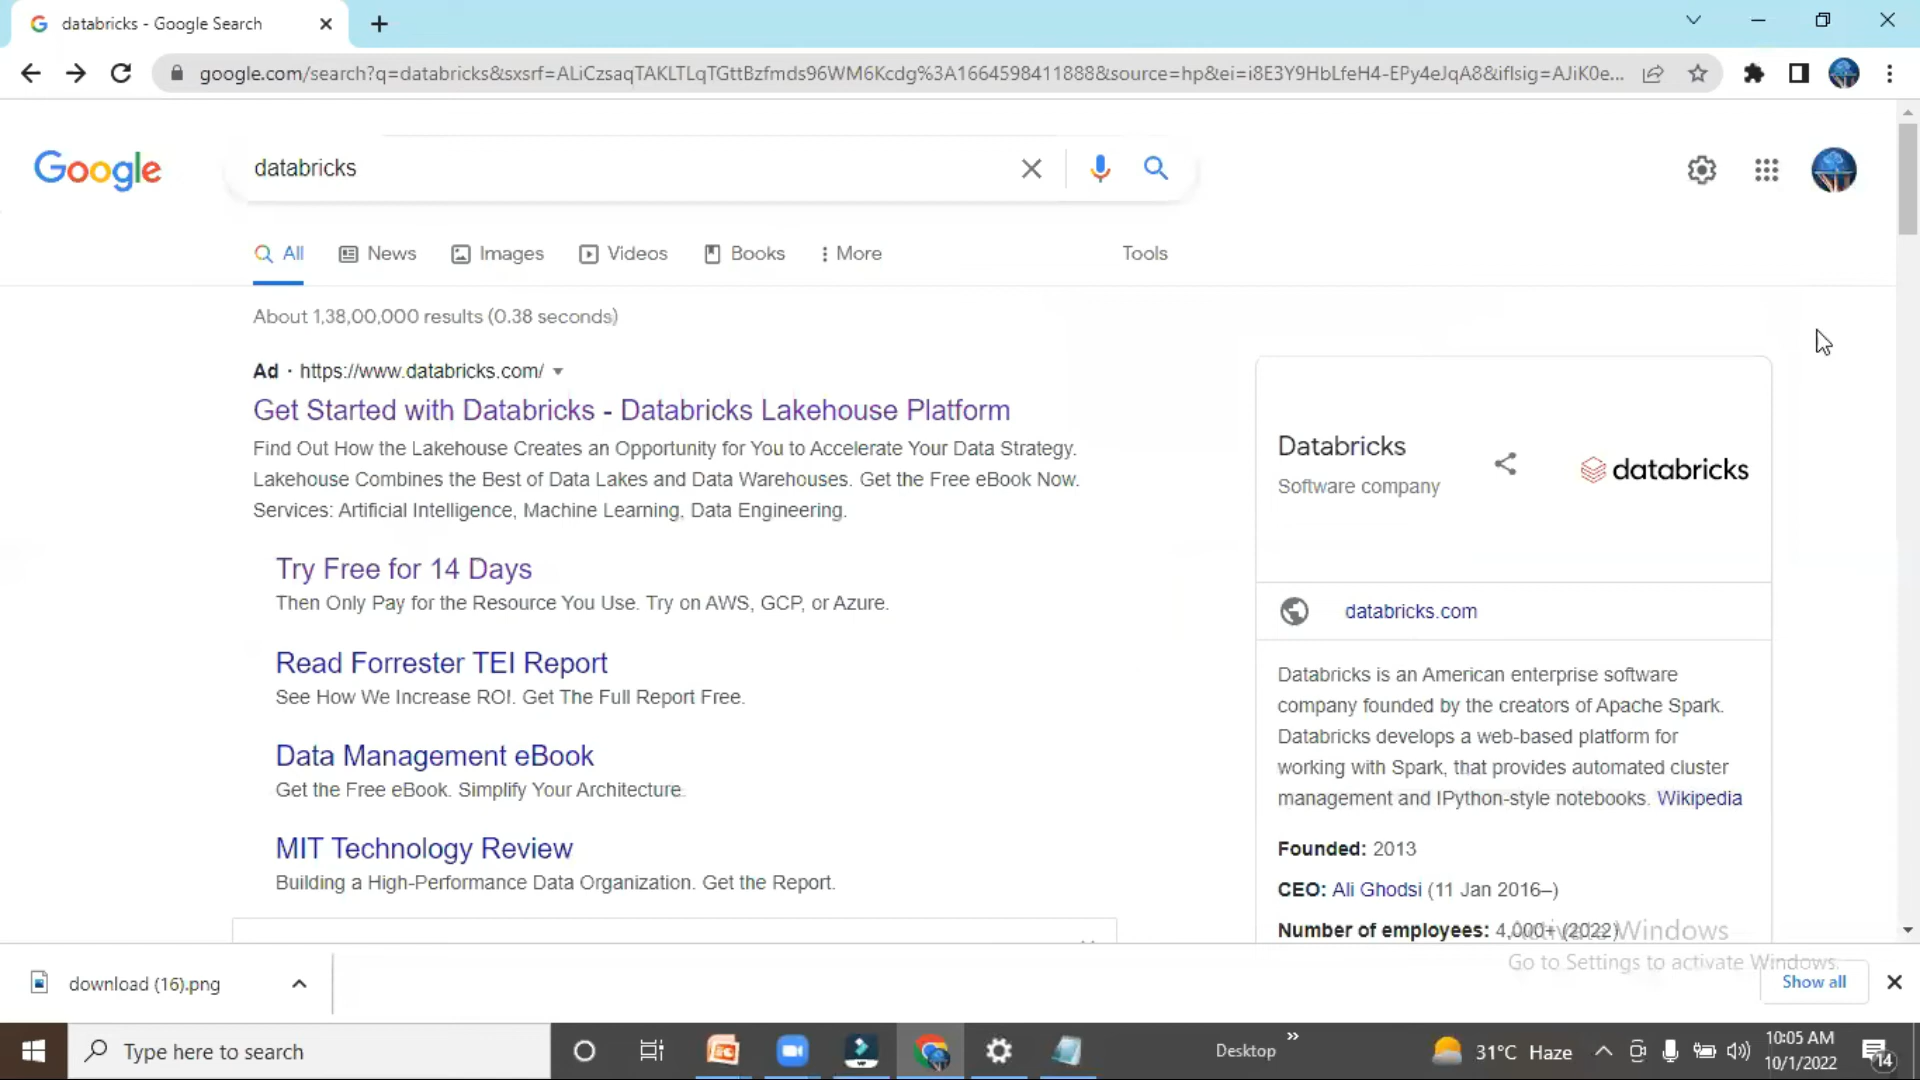 databricks - Google Search
google.com/search?q=databricks&sxsrf=ALiCzsaqTAKLTLqTGttBzfmds96WM6Kcdg%3A1664598411888&source=hp&ei=i8E3Y9HbLfeH4-EPy4eJqA8&iflsig=AJiK0e...
Google
databricks
All News Images Videos Books More Tools
About 1,38,00,000 results (0.38 seconds)
Ad · https://www.databricks.com/
Get Started with Databricks - Databricks Lakehouse Platform
Find Out How the Lakehouse Creates an Opportunity for You to Accelerate Your Data Strategy.
Lakehouse Combines the Best of Data Lakes and Data Warehouses. Get the Free eBook Now.
Services: Artificial Intelligence, Machine Learning, Data Engineering.
Try Free for 14 Days
Then Only Pay for the Resource You Use. Try on AWS, GCP, or Azure.
Read Forrester TEI Report
See How We Increase ROI. Get The Full Report Free.
Data Management eBook
Get the Free eBook. Simplify Your Architecture.
MIT Technology Review
Building a High-Performance Data Organization. Get the Report.
Databricks
Software company
databricks
databricks.com
Databricks is an American enterprise software
company founded by the creators of Apache Spark.
Databricks develops a web-based platform for
working with Spark, that provides automated cluster
management and IPython-style notebooks. Wikipedia
Founded: 2013
CEO: Ali Ghodsi (11 Jan 2016–)
Number of employees: 4,000+ (2022)
Activate Windows
Go to Settings to activate Windows.
download (16).png
Show all
Type here to search
Desktop
31°C Haze
10:05 AM
10/1/2022
14